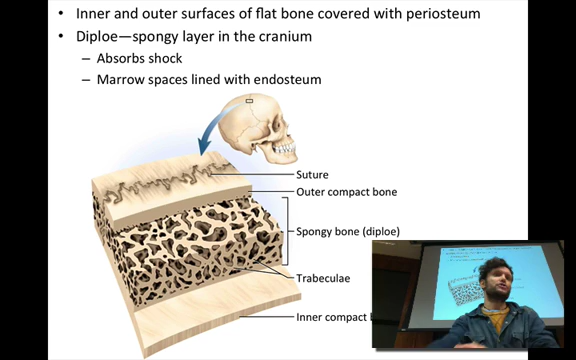 • Inner and outer surfaces of flat bone covered with periosteum
• Diploe—spongy layer in the cranium
– Absorbs shock
– Marrow spaces lined with endosteum
Suture
Outer compact bone
Spongy bone (diploe)
Trabeculae
Inner compact